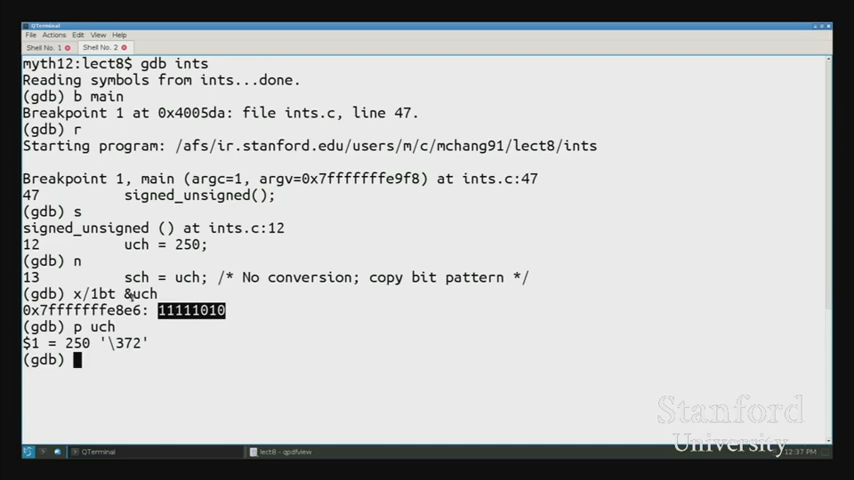 QTerminal
File Actions Edit View Help
Shell No. 1 Shell No. 2
myth12:lect8$ gdb ints
Reading symbols from ints...done.
(gdb) b main
Breakpoint 1 at 0x4005da: file ints.c, line 47.
(gdb) r
Starting program: /afs/ir.stanford.edu/users/m/c/mchang91/lect8/ints
Breakpoint 1, main (argc=1, argv=0x7fffffffe9f8) at ints.c:47
47 signed_unsigned();
(gdb) s
signed_unsigned () at ints.c:12
12 uch = 250;
(gdb) n
13 sch = uch; /* No conversion; copy bit pattern */
(gdb) x/1bt &uch
0x7fffffffe8e6: 11111010
(gdb) p uch
$1 = 250 '\372'
(gdb)
Stanford
University
QTerminal lect8 - qpdfview 12:37 PM